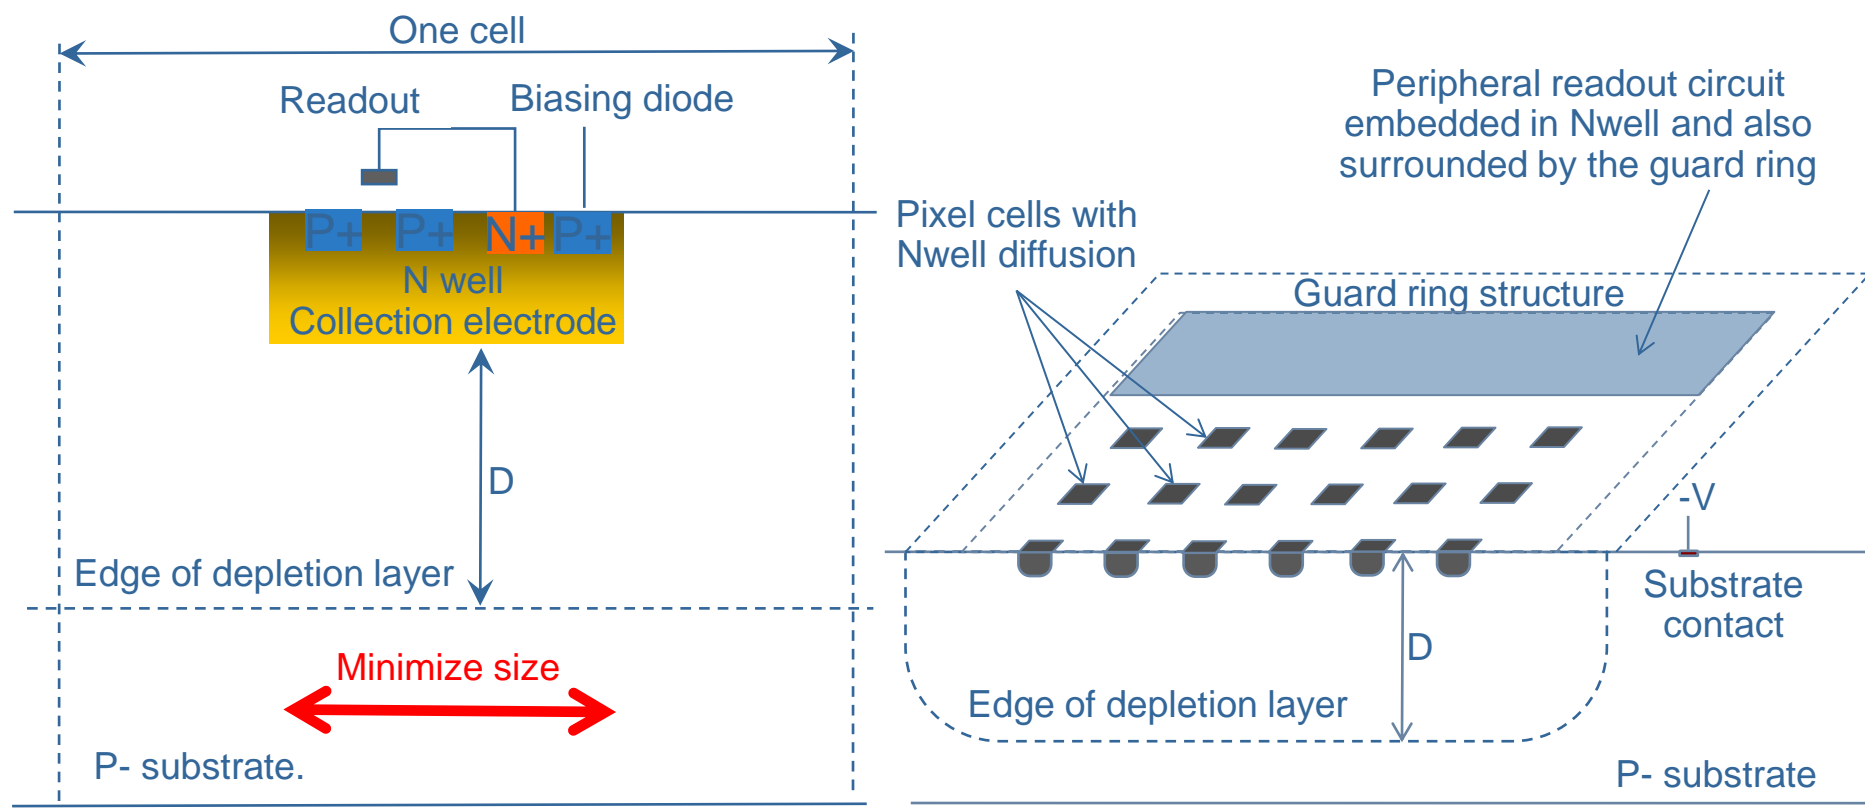 One cell
Readout
Biasing diode
P+ P+ N+ P+
N well
Collection electrode
D
Edge of depletion layer
Minimize size
P- substrate.
Peripheral readout circuit
embedded in Nwell and also
surrounded by the guard ring
Pixel cells with
Nwell diffusion
Guard ring structure
-V
Substrate
contact
D
Edge of depletion layer
P- substrate